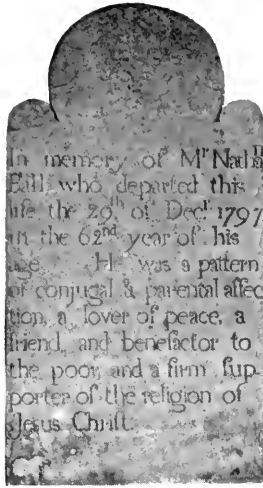 In memory of Mr Nathll
Ball who departed this
life the 29th of Decr 1797
in the 62nd year of his
age He was a pattern
of conjugal & parental affec
tion, a lover of peace, a
friend, and benefactor to
the poor, and a firm ſup-
porter of the religion of
Jesus Christ.